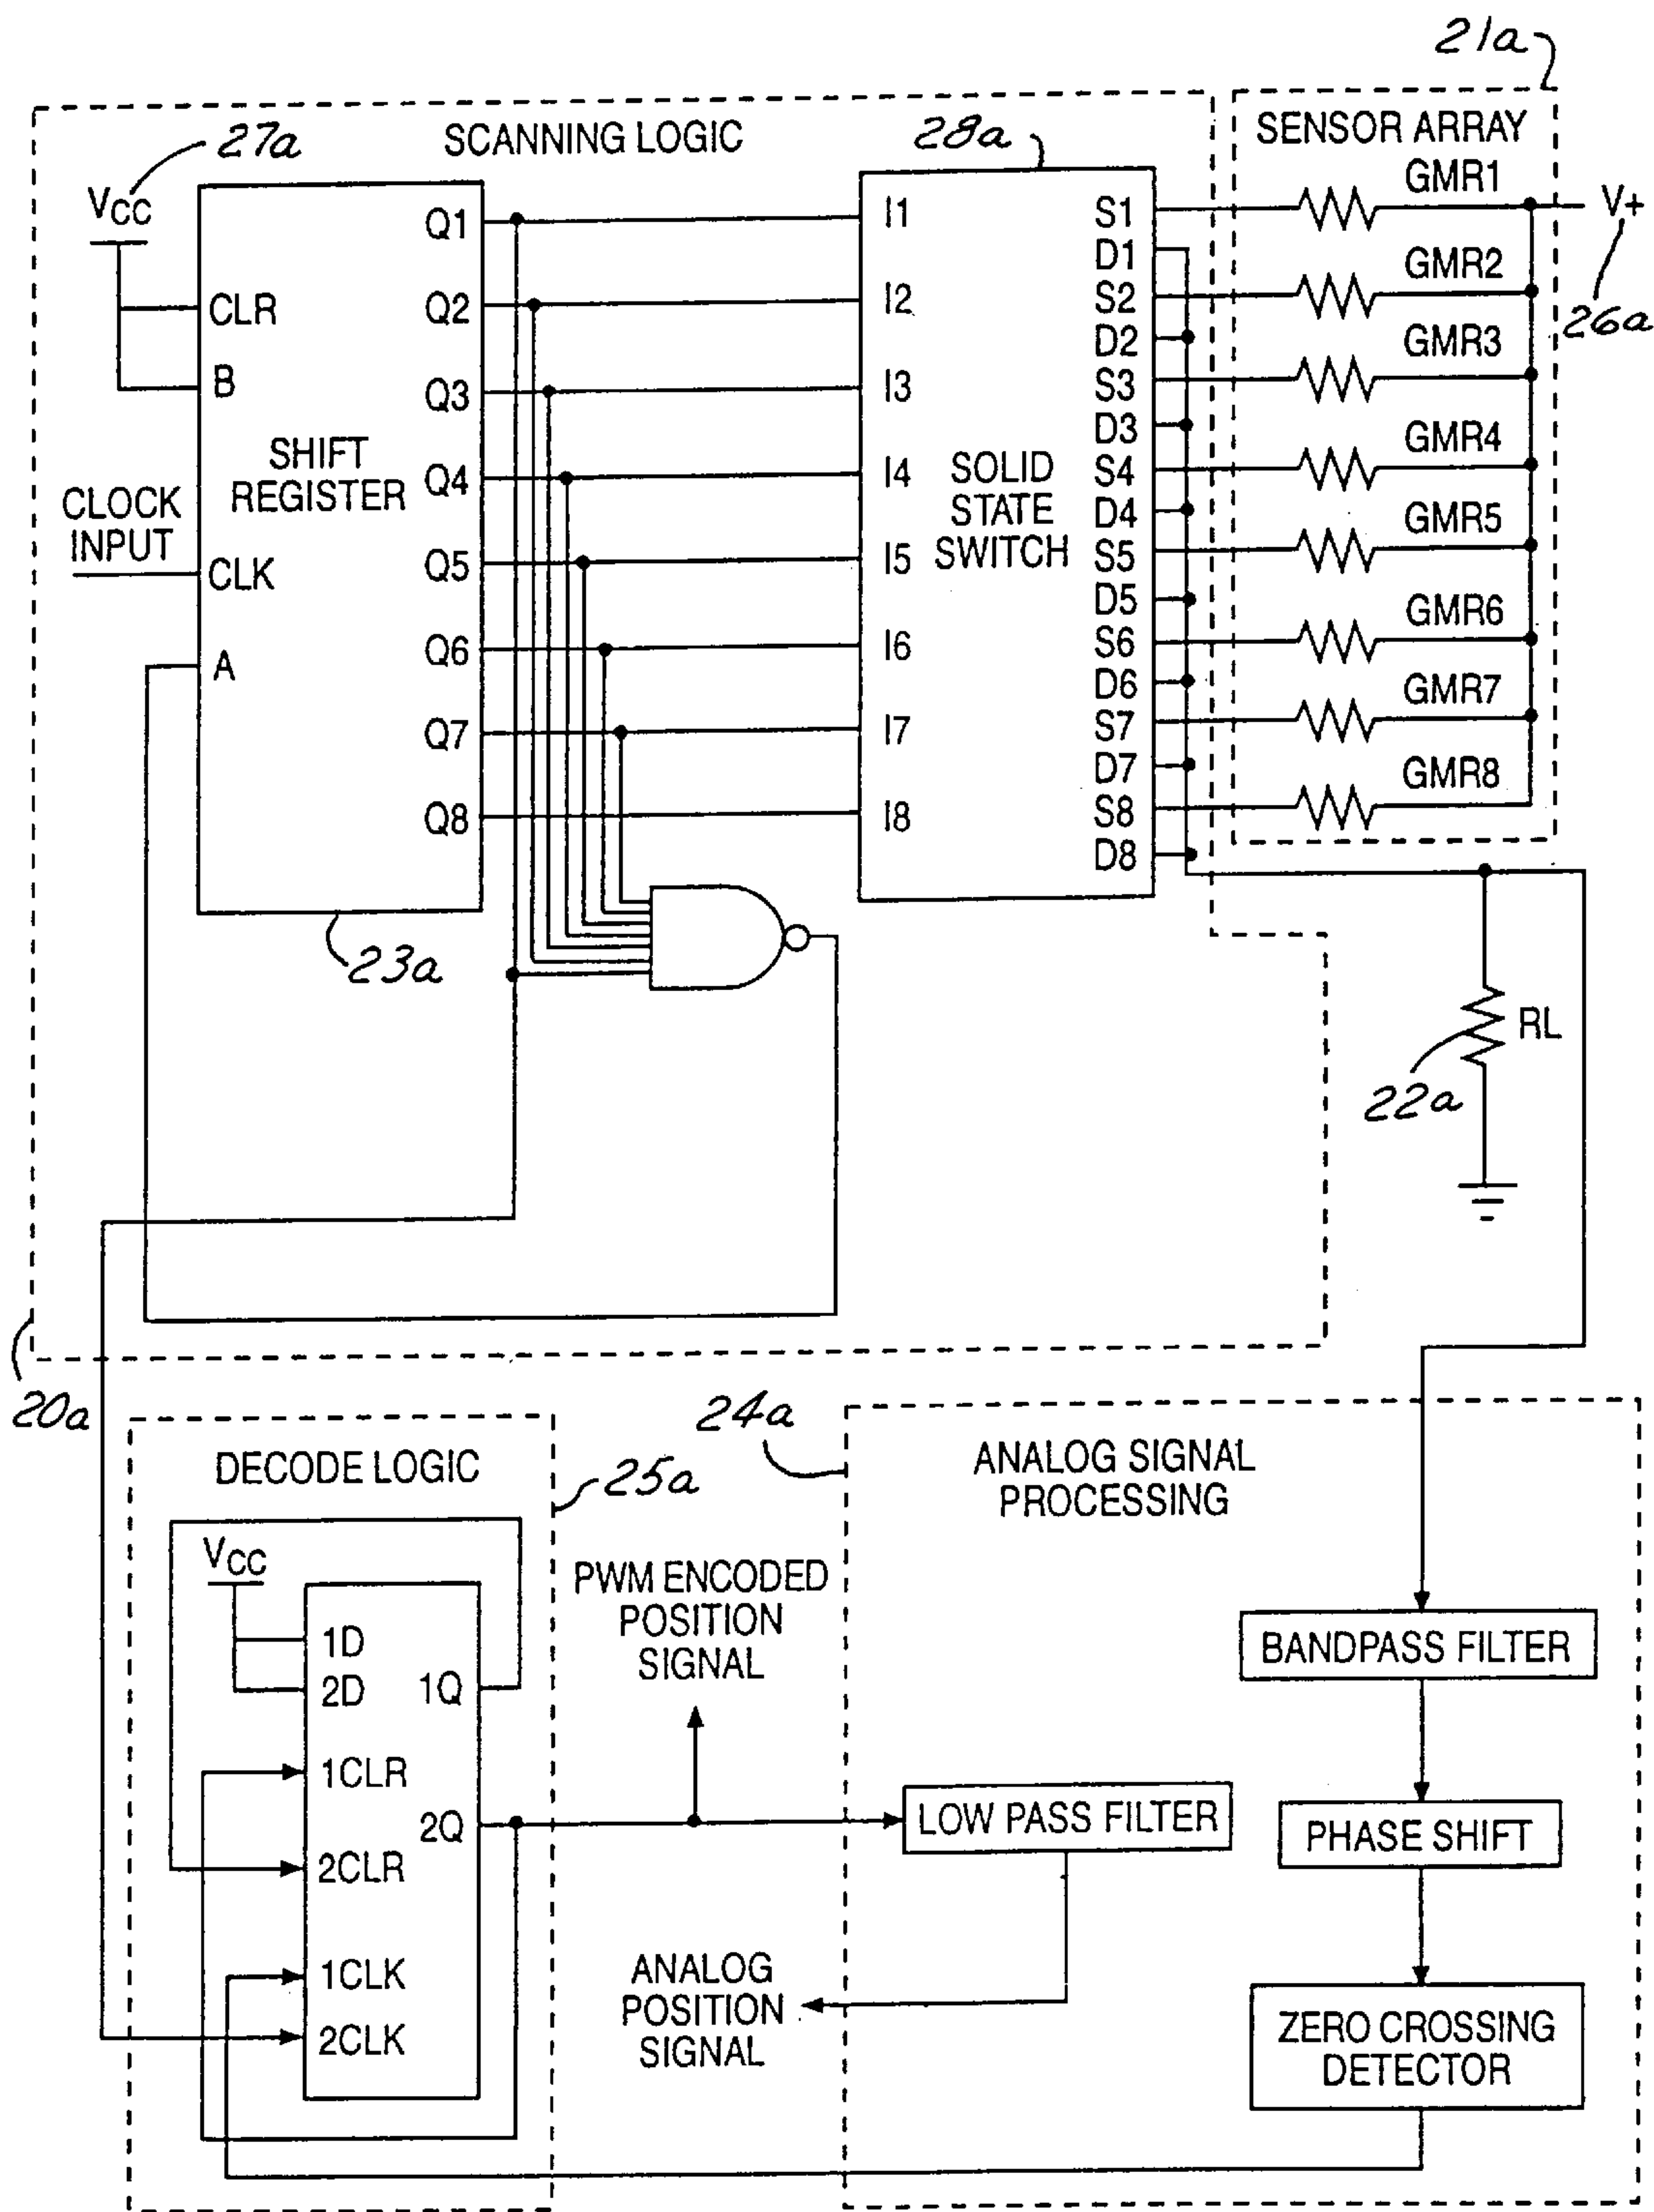 21a
SCANNING LOGIC
SENSOR ARRAY
27a
28a
VCC
GMR1
V+
26a
Q1
I1
S1
D1
CLR
Q2
I2
GMR2
S2
D2
B
Q3
I3
GMR3
S3
D3
SHIFT
REGISTER
Q4
I4
SOLID
STATE
SWITCH
GMR4
S4
D4
CLOCK
INPUT
CLK
Q5
I5
GMR5
S5
D5
A
Q6
I6
GMR6
S6
D6
Q7
I7
GMR7
S7
D7
Q8
I8
GMR8
S8
D8
23a
RL
22a
20a
24a
DECODE LOGIC
25a
ANALOG SIGNAL
PROCESSING
VCC
1D
2D
1Q
1CLR
2Q
2CLR
1CLK
2CLK
PWM ENCODED
POSITION
SIGNAL
BANDPASS FILTER
LOW PASS FILTER
PHASE SHIFT
ANALOG
POSITION
SIGNAL
ZERO CROSSING
DETECTOR